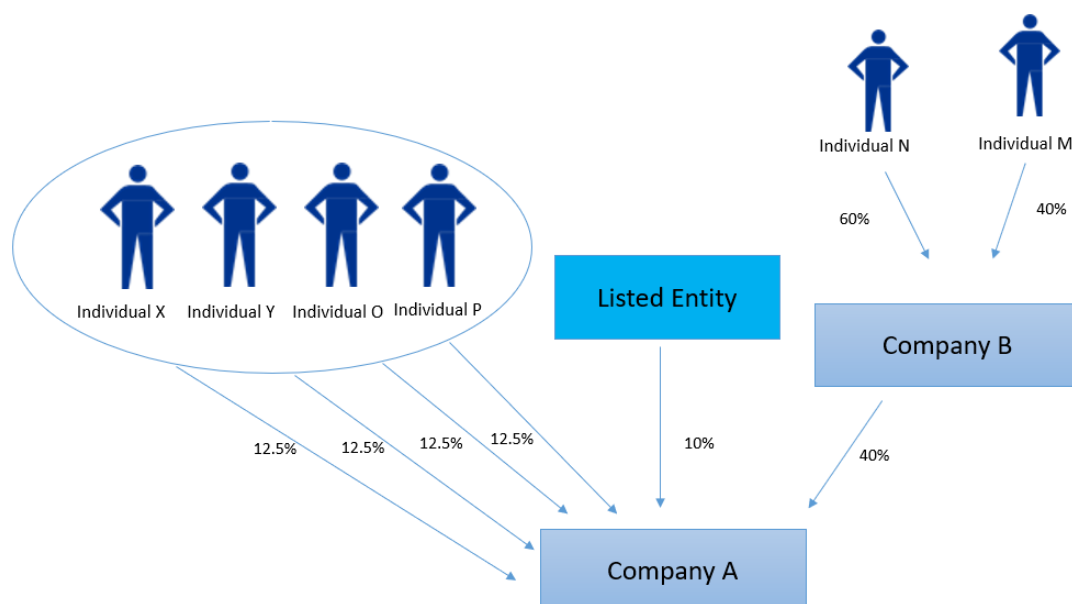 Individual N
Individual M
60%
40%
Individual X
Individual Y
Individual O
Individual P
Listed Entity
Company B
12.5%
12.5%
12.5%
12.5%
10%
40%
Company A